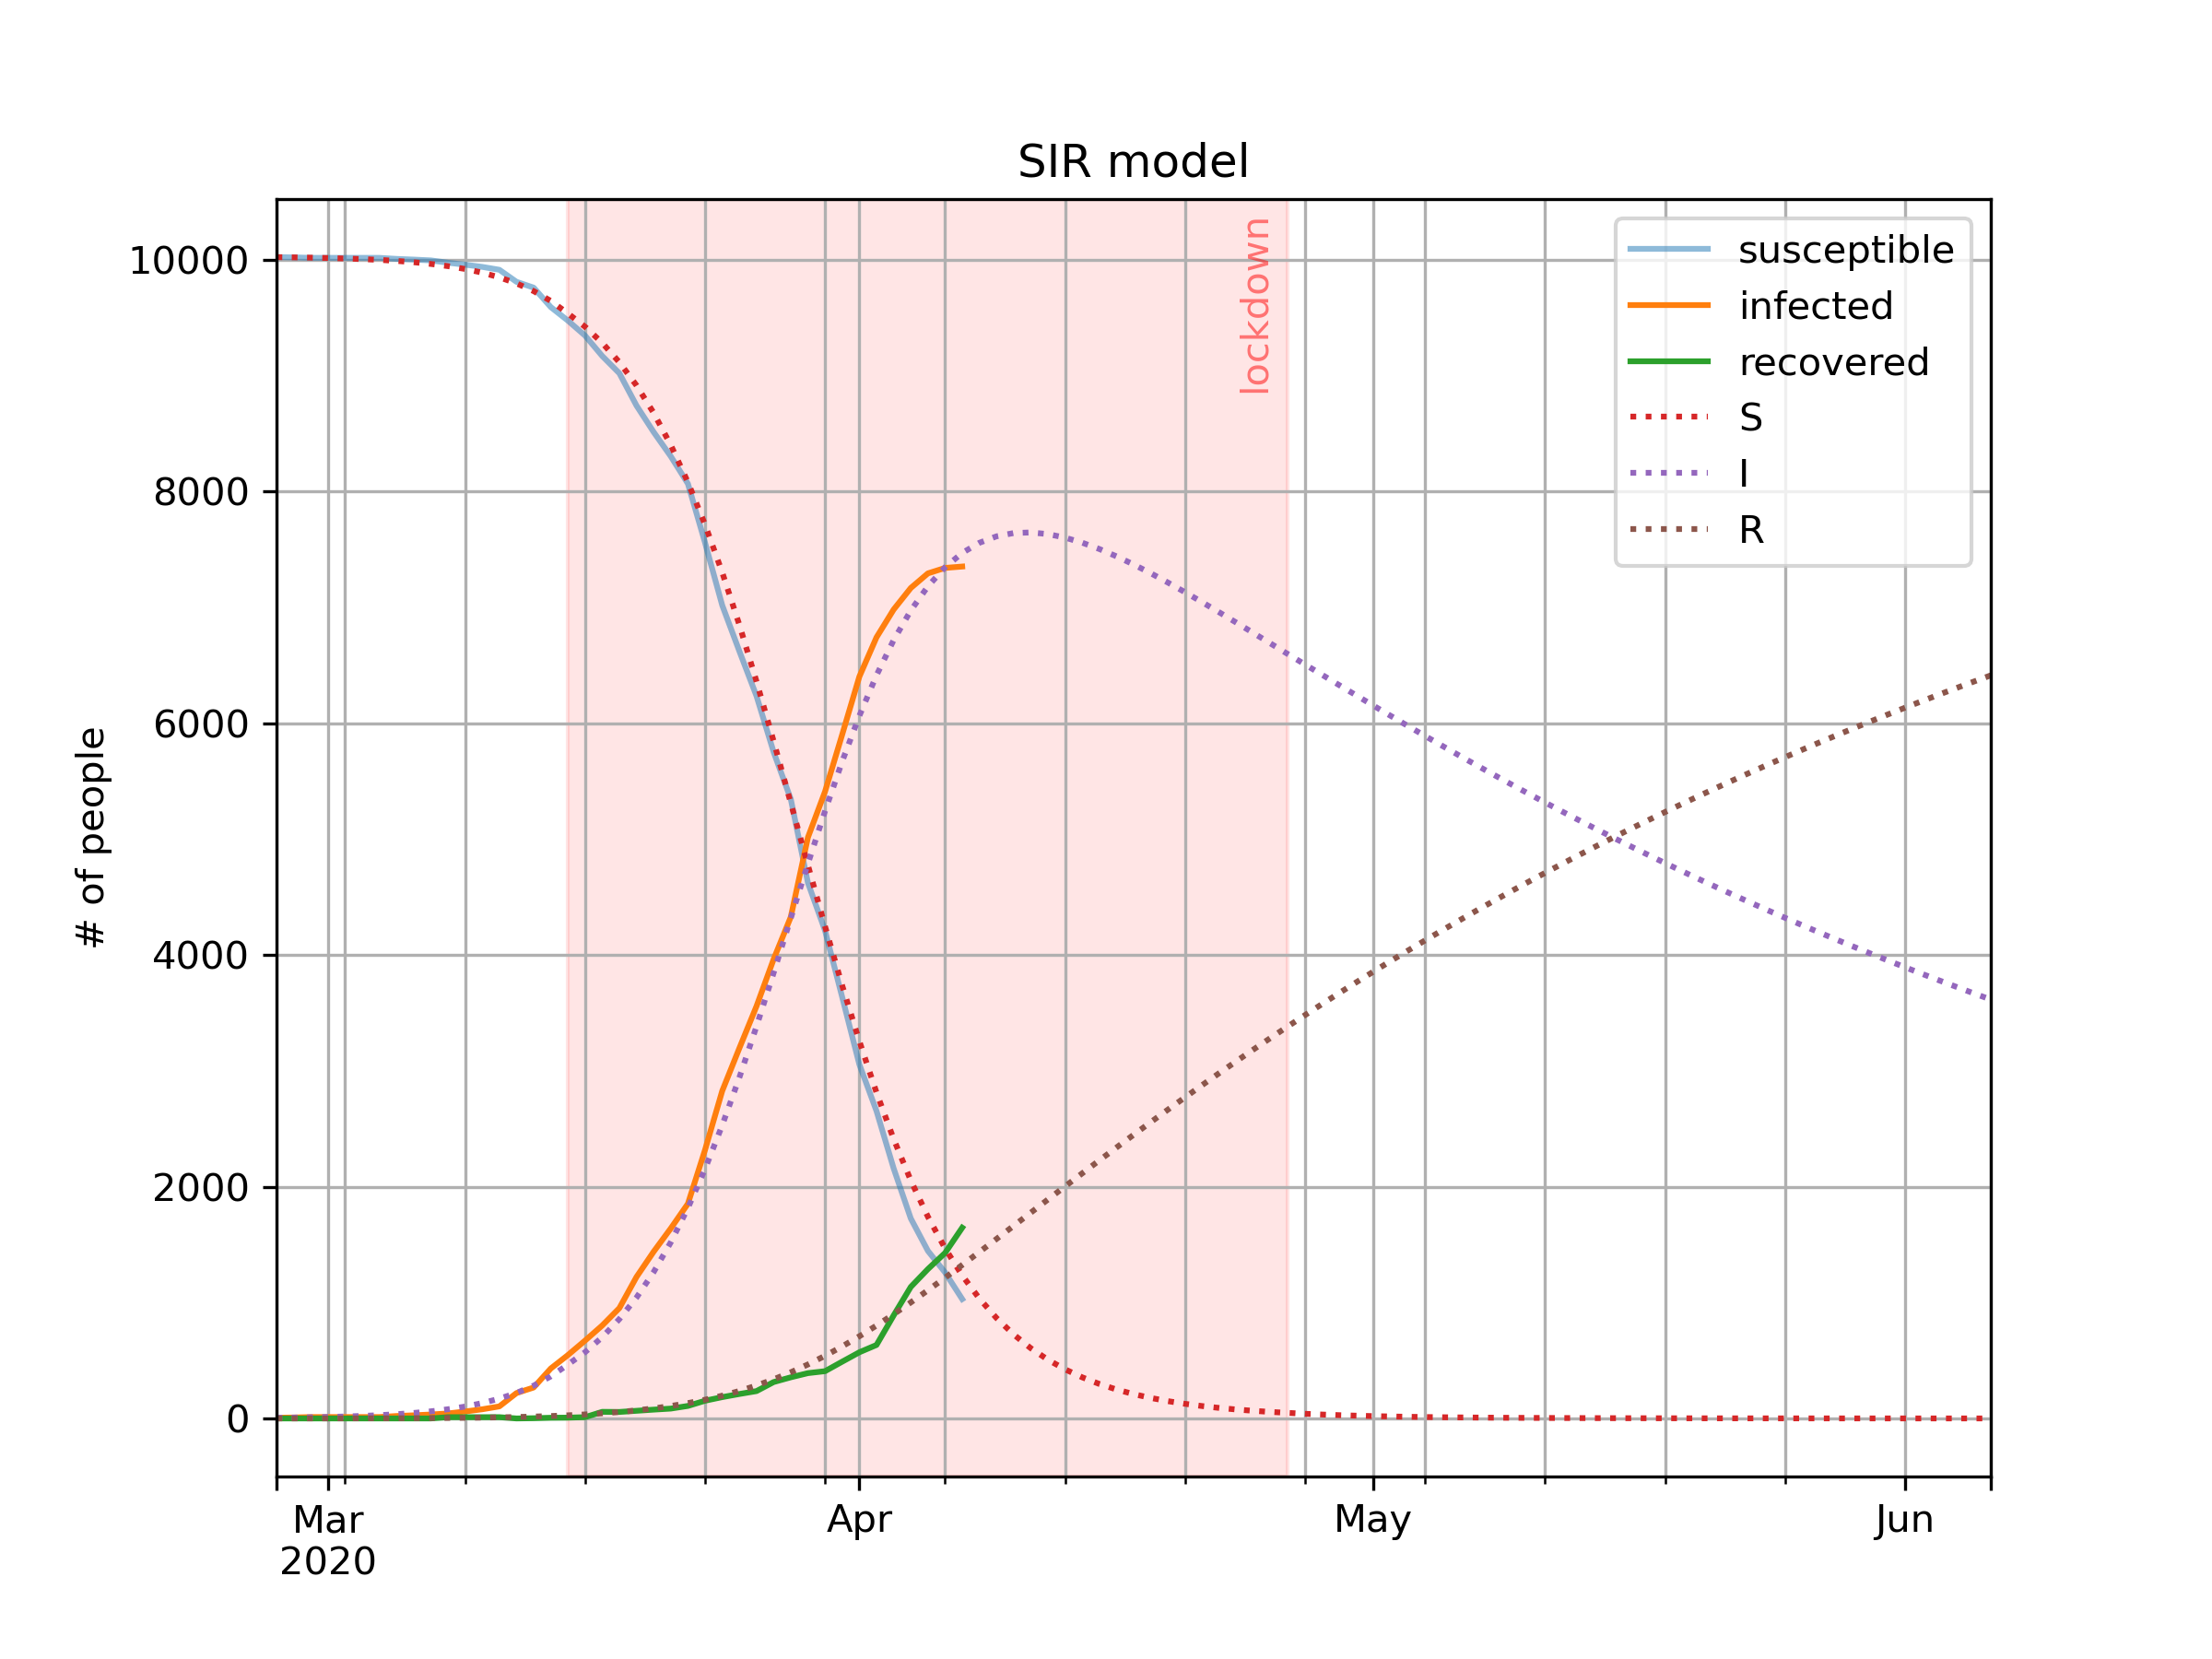 SIR model
10000
8000
6000
4000
2000
0
# of people
lockdown
susceptible
infected
recovered
S
I
R
Mar
2020
Apr
May
Jun